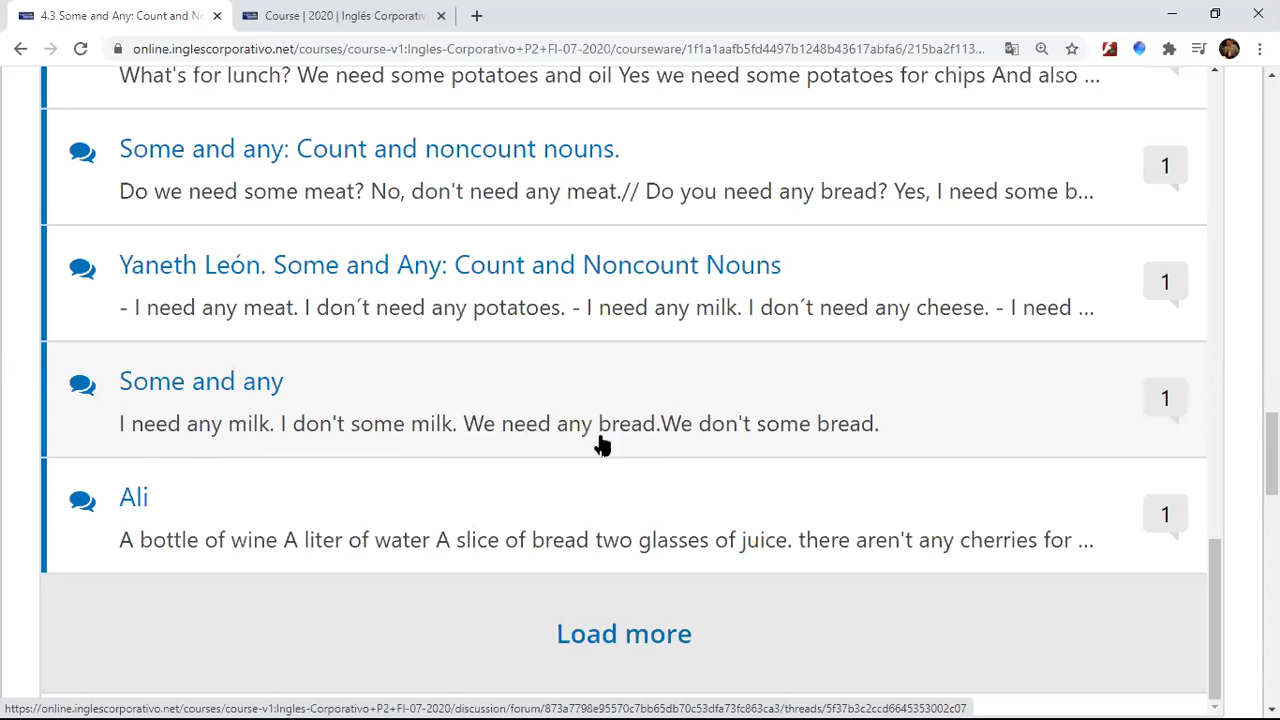 4.3 Some and Any: Count and No
Course | 2020 | Inglés Corporativ
online.inglescorporativo.net/courses/course-v1:Ingles-Corporativo+P2+FI-07-2020/courseware/1f1a1aafb5fd4497b1248b43617abfa6/215ba2f113...
What's for lunch? We need some potatoes and oil Yes we need some potatoes for chips And also ...
Some and any: Count and noncount nouns.
1
Do we need some meat? No, don't need any meat.// Do you need any bread? Yes, I need some b...
Yaneth León. Some and Any: Count and Noncount Nouns
1
- I need any meat. I don´t need any potatoes. - I need any milk. I don´t need any cheese. - I need ...
Some and any
1
I need any milk. I don't some milk. We need any bread.We don't some bread.
Ali
1
A bottle of wine A liter of water A slice of bread two glasses of juice. there aren't any cherries for ...
Load more
https://online.inglescorporativo.net/courses/course-v1:Ingles-Corporativo+P2+FI-07-2020/discussion/forum/873a7798e95570c7bb65db70c53dfa73fc863ca3/threads/5f37b3c2ccd6645353002c07